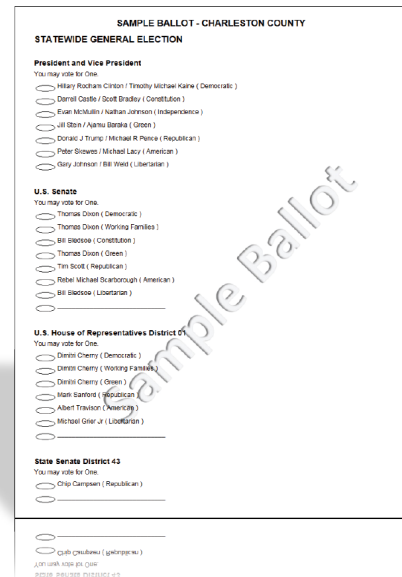 SAMPLE BALLOT - CHARLESTON COUNTY
STATEWIDE GENERAL ELECTION
President and Vice President
You may vote for One.
Hillary Rodham Clinton / Timothy Michael Kaine ( Democratic )
Darrell Castle / Scott Bradley ( Constitution )
Evan McMullin / Nathan Johnson ( Independence )
Jill Stein / Ajamu Baraka ( Green )
Donald J Trump / Michael R Pence ( Republican )
Peter Skewes / Michael Lacy ( American )
Gary Johnson / Bill Weld ( Libertarian )
U.S. Senate
You may vote for One.
Thomas Dixon ( Democratic )
Thomas Dixon ( Working Families )
Bill Bledsoe ( Constitution )
Thomas Dixon ( Green )
Tim Scott ( Republican )
Rebel Michael Scarborough ( American )
Bill Bledsoe ( Libertarian )
U.S. House of Representatives District 01
You may vote for One.
Dimitri Cherny ( Democratic )
Dimitri Cherny ( Working Families )
Dimitri Cherny ( Green )
Mark Sanford ( Republican )
Albert Travison ( American )
Michael Grier Jr ( Libertarian )
State Senate District 43
You may vote for One.
Chip Campsen ( Republican )
Sample Ballot